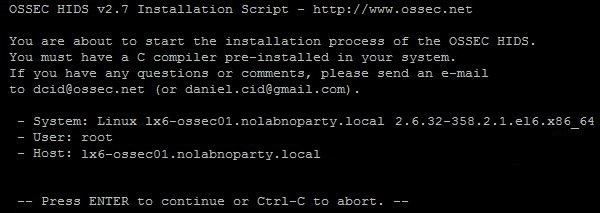 OSSEC HIDS v2.7 Installation Script - http://www.ossec.net
You are about to start the installation process of the OSSEC HIDS.
You must have a C compiler pre-installed in your system.
If you have any questions or comments, please send an e-mail
to dcid@ossec.net (or daniel.cid@gmail.com).
- System: Linux lx6-ossec01.nolabnoparty.local 2.6.32-358.2.1.el6.x86_64
- User: root
- Host: lx6-ossec01.nolabnoparty.local
-- Press ENTER to continue or Ctrl-C to abort. --